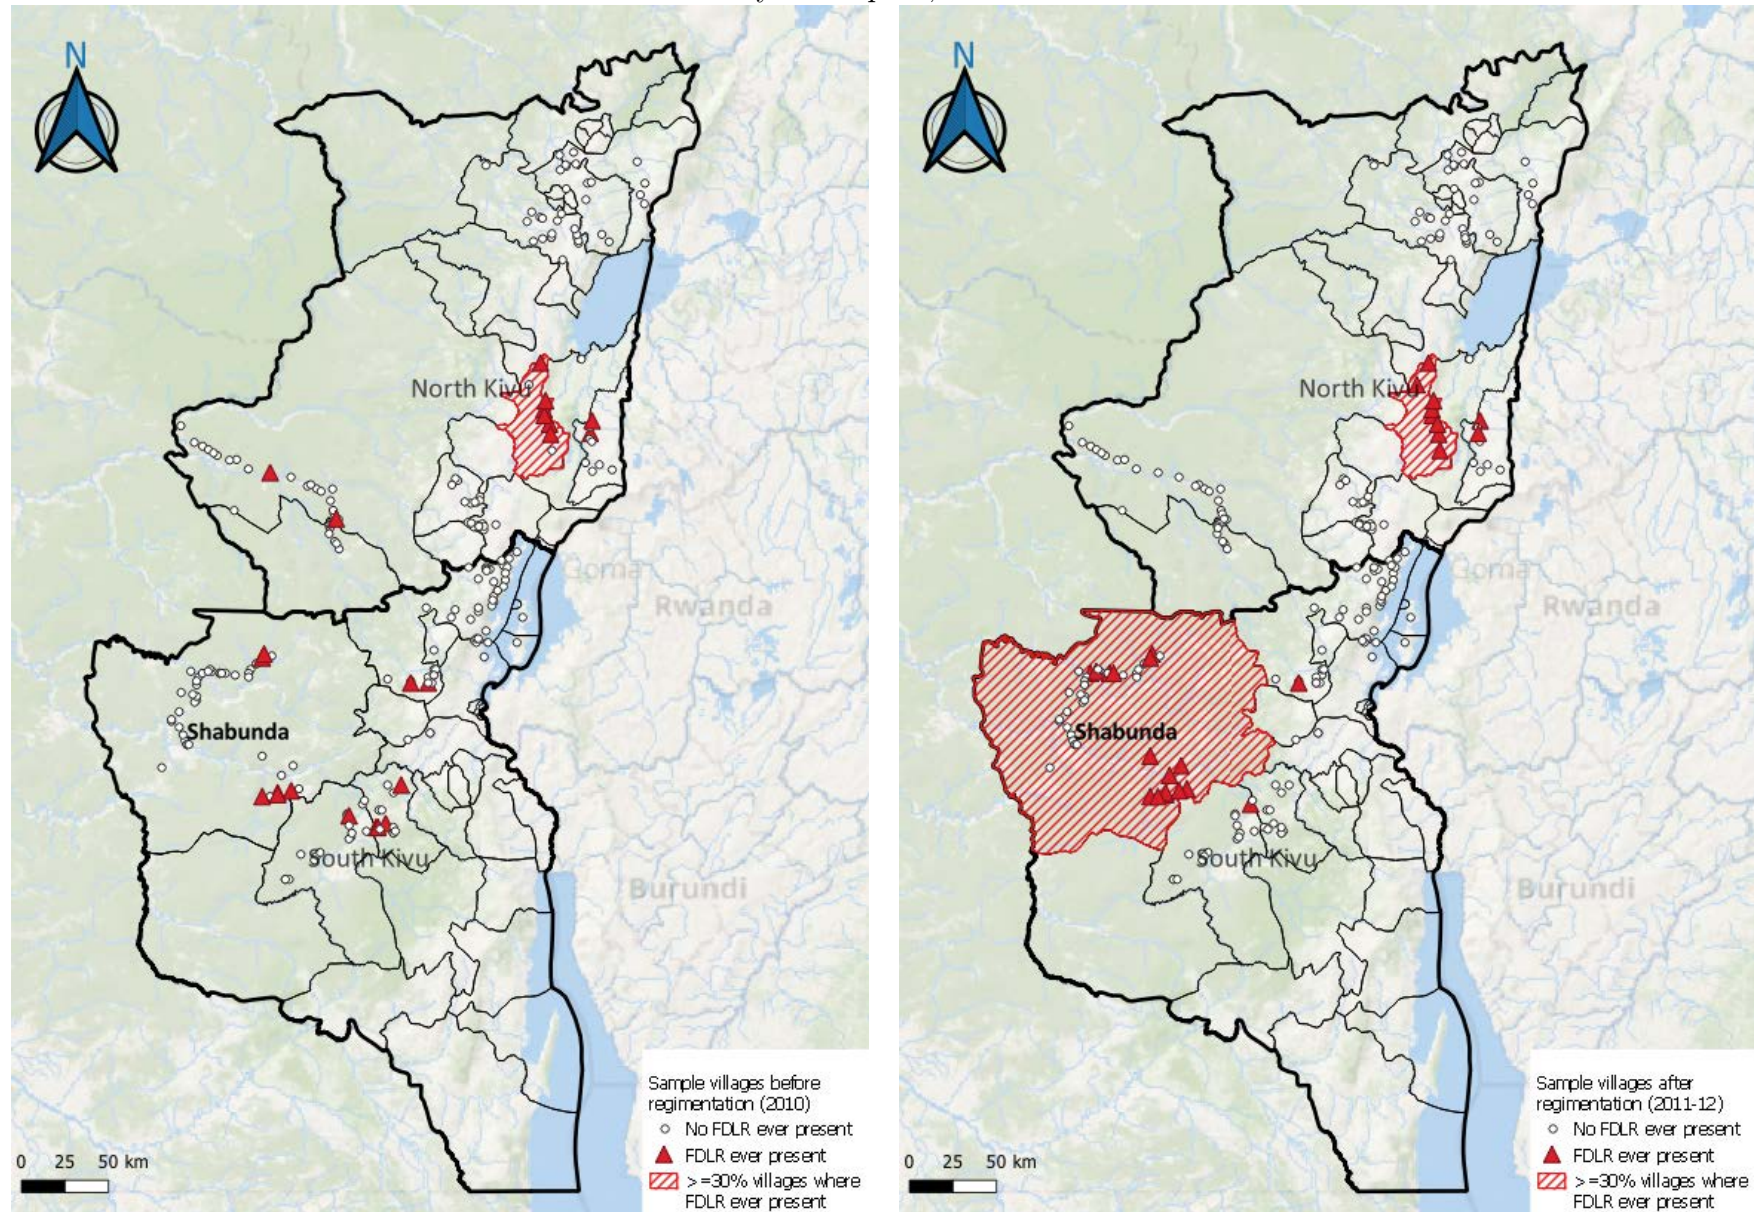 N
North Kivu
Goma
Rwanda
Shabunda
South Kivu
Burundi
Sample villages before
regimentation (2010)
No FDLR ever present
FDLR ever present
>=30% villages where
FDLR ever present
0 25 50 km
N
North Kivu
Goma
Rwanda
Shabunda
South Kivu
Burundi
Sample villages after
regimentation (2011-12)
No FDLR ever present
FDLR ever present
>=30% villages where
FDLR ever present
0 25 50 km